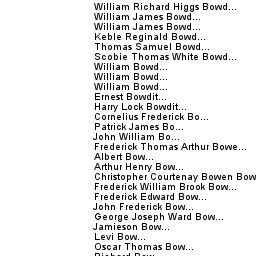 William Richard Higgs Bowd...
William James Bowd...
William James Bowd...
Keble Reginald Bowd...
Thomas Samuel Bowd...
Scobie Thomas White Bowd...
William Bowd...
William Bowd...
William Bowd...
Ernest Bowdit...
Harry Lock Bowdit...
Cornelius Frederick Bo...
Patrick James Bo...
John William Bo...
Frederick Thomas Arthur Bowe...
Albert Bow...
Arthur Henry Bow...
Christopher Courtenay Bowen Bow
Frederick William Brook Bow...
Frederick Edward Bow...
John Frederick Bow...
George Joseph Ward Bow...
Jamieson Bow...
Levi Bow...
Oscar Thomas Bow...
Richard Bow...